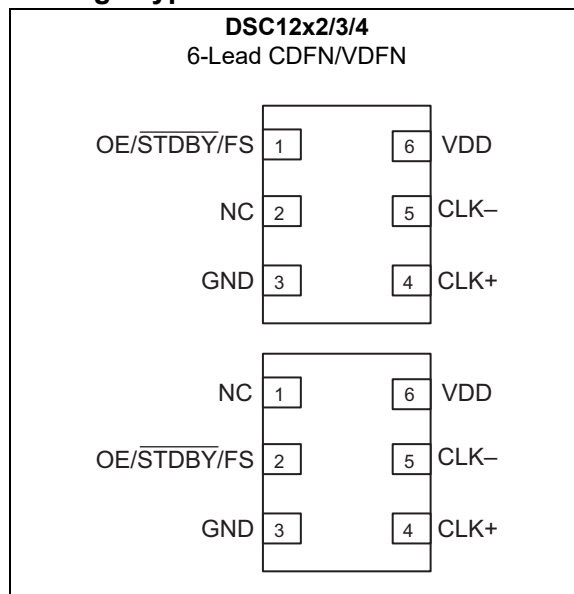 DSC12x2/3/4
6-Lead CDFN/VDFN
OE/STDBY/FS 1 6 VDD
NC 2 5 CLK–
GND 3 4 CLK+
NC 1 6 VDD
OE/STDBY/FS 2 5 CLK–
GND 3 4 CLK+